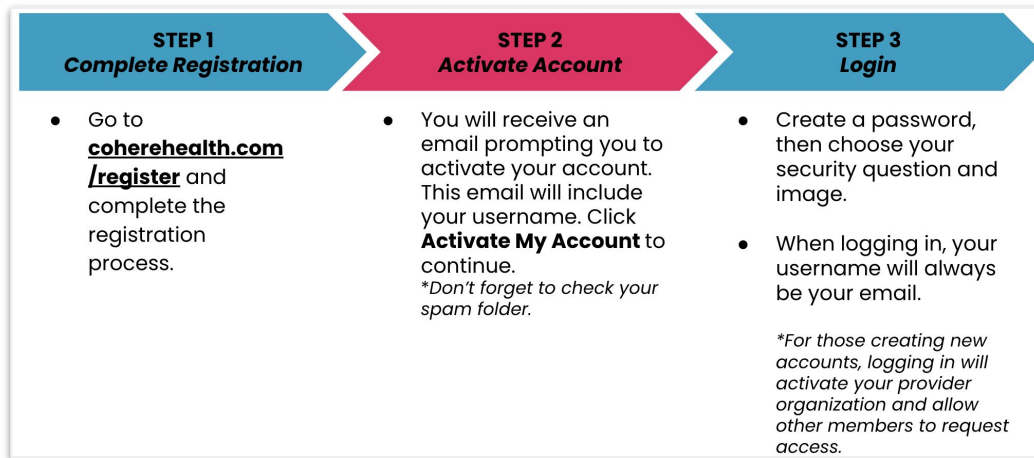 STEP 1
Complete Registration
STEP 2
Activate Account
STEP 3
Login
● Go to
coherehealth.com
/register and
complete the
registration
process.
● You will receive an
email prompting you to
activate your account.
This email will include
your username. Click
Activate My Account to
continue.
*Don’t forget to check your
spam folder.
● Create a password,
then choose your
security question and
image.
● When logging in, your
username will always
be your email.
*For those creating new
accounts, logging in will
activate your provider
organization and allow
other members to request
access.